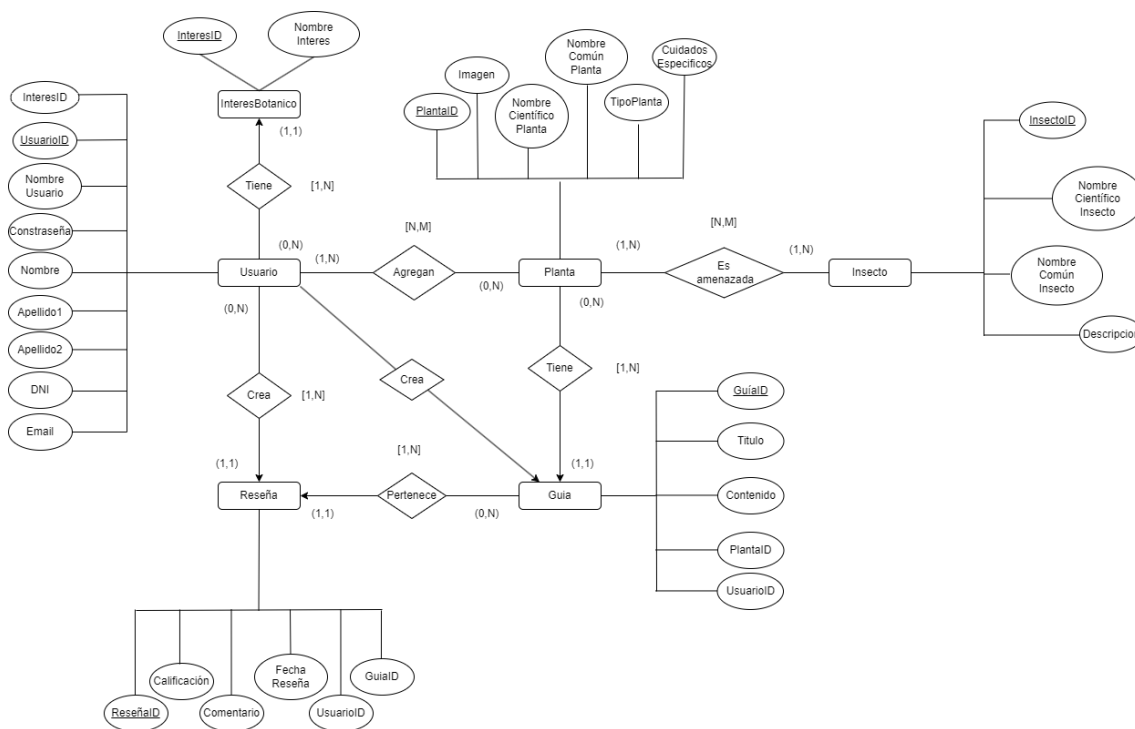 InteresID
Nombre
Interes
InteresBotanico
(1,1)
Tiene
[1,N]
(0,N)
InteresID
UsuarioID
Nombre
Usuario
Constraseña
Nombre
Apellido1
Apellido2
DNI
Email
Usuario
(1,N)
(0,N)
[N,M]
Agregan
(0,N)
PlantaID
Imagen
Nombre
Científico
Planta
Nombre
Común
Planta
TipoPlanta
Cuidados
Especificos
Planta
(1,N)
(0,N)
[N,M]
Es
amenazada
(1,N)
Insecto
InsectoID
Nombre
Científico
Insecto
Nombre
Común
Insecto
Descripcion
Crea
[1,N]
(1,1)
Crea
Tiene
[1,N]
(1,1)
Reseña
(1,1)
[1,N]
Pertenece
(0,N)
Guia
GuíaID
Titulo
Contenido
PlantaID
UsuarioID
ReseñaID
Calificación
Comentario
Fecha
Reseña
UsuarioID
GuiaID